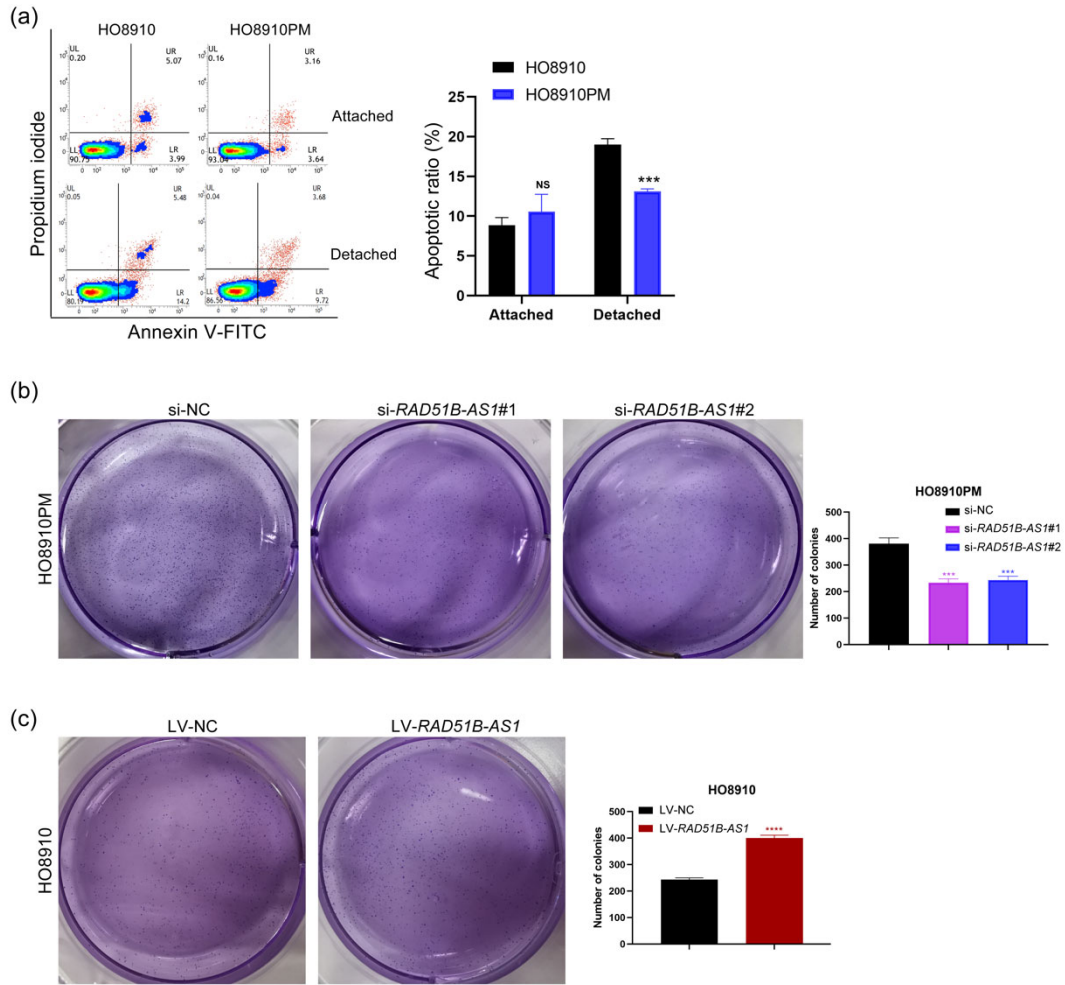 (a)
HO8910
HO8910PM
Propidium iodide
UL
0.20
UR
5.07
LL
90.75
LR
3.99
UL
0.16
UR
3.16
LL
93.04
LR
3.64
Attached
UL
0.05
UR
5.48
LL
80.19
LR
14.2
UL
0.04
UR
3.68
LL
86.56
LR
9.72
Detached
Annexin V-FITC
HO8910
HO8910PM
Apoptotic ratio (%)
25
20
15
10
5
0
NS
***
Attached
Detached
(b)
si-NC
si-RAD51B-AS1#1
si-RAD51B-AS1#2
HO8910PM
HO8910PM
si-NC
si-RAD51B-AS1#1
si-RAD51B-AS1#2
Number of colonies
500
400
300
200
100
0
***
***
(c)
LV-NC
LV-RAD51B-AS1
HO8910
HO8910
LV-NC
LV-RAD51B-AS1
Number of colonies
500
400
300
200
100
0
****